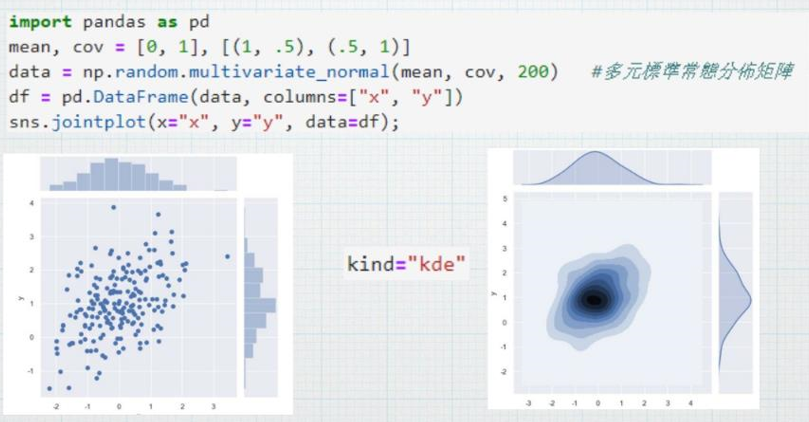 import pandas as pd
mean, cov = [0, 1], [(1, .5), (.5, 1)]
data = np.random.multivariate_normal(mean, cov, 200)   #多元標準常態分佈矩陣
df = pd.DataFrame(data, columns=["x", "y"])
sns.jointplot(x="x", y="y", data=df);
4
3
2
1
0
-1
y
-2 -1 0 1 2 3
kind="kde"
5
4
3
2
1
0
-1
-2
y
-3 -2 -1 0 1 2 3 4